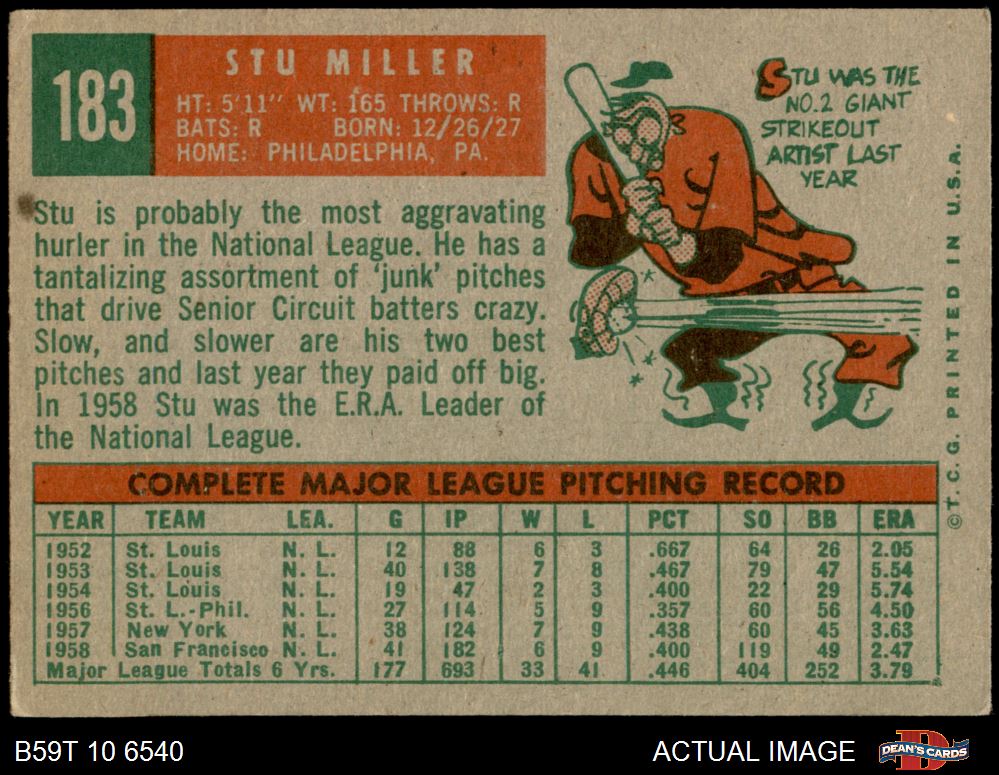 183
STU MILLER
HT: 5'11" WT: 165 THROWS: R
BATS: R BORN: 12/26/27
HOME: PHILADELPHIA, PA.
STU WAS THE
NO.2 GIANT
STRIKEOUT
ARTIST LAST
YEAR
Stu is probably the most aggravating
hurler in the National League. He has a
tantalizing assortment of 'junk' pitches
that drive Senior Circuit batters crazy.
Slow, and slower are his two best
pitches and last year they paid off big.
In 1958 Stu was the E.R.A. Leader of
the National League.
COMPLETE MAJOR LEAGUE PITCHING RECORD
YEAR TEAM LEA. G IP W L PCT SO BB ERA
1952 St. Louis N. L. 12 88 6 3 .667 64 26 2.05
1953 St. Louis N. L. 40 138 7 8 .467 79 47 5.54
1954 St. Louis N. L. 19 47 2 3 .400 22 29 5.74
1956 St. L.-Phil. N. L. 27 114 5 9 .357 60 56 4.50
1957 New York N. L. 38 124 7 9 .438 60 45 3.63
1958 San Francisco N. L. 41 182 6 9 .400 119 49 2.47
Major League Totals 6 Yrs. 177 693 33 41 .446 404 252 3.79
© T. C. G. PRINTED IN U.S.A.
B59T 10 6540
ACTUAL IMAGE
DEAN'S CARDS